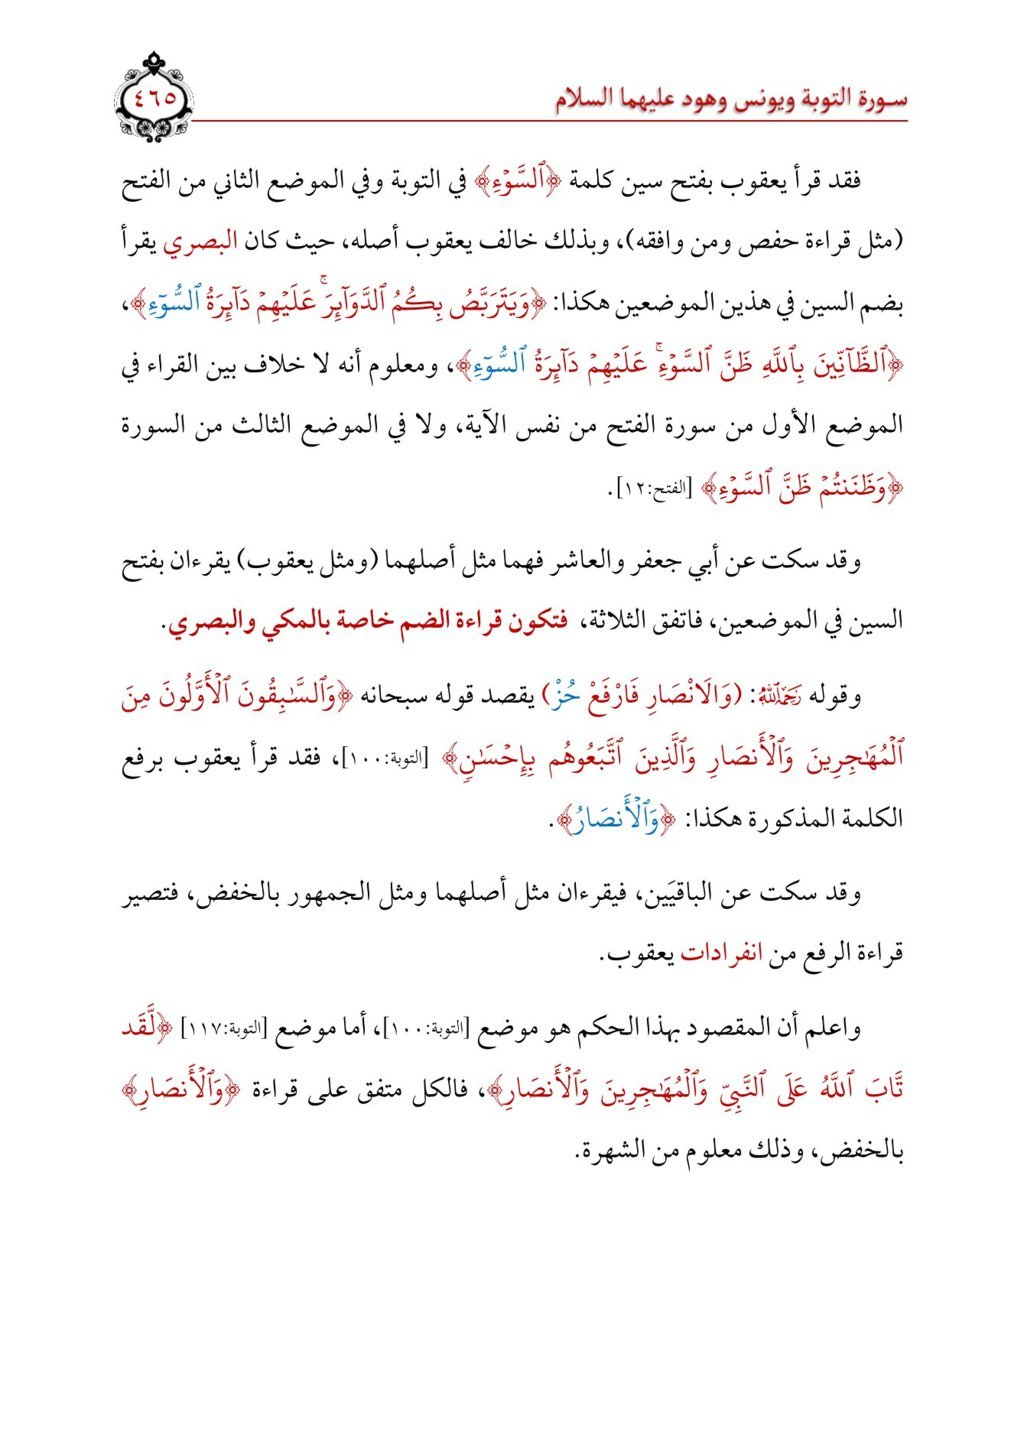 سورة التوبة ويونس وهود عليهما السلام
٤٦٥
فقد قرأ يعقوب بفتح سين كلمة ﴿ٱلسَّوۡءِ﴾ في التوبة وفي الموضع الثاني من الفتح
(مثل قراءة حفص ومن وافقه)، وبذلك خالف يعقوب أصله، حيث كان البصري يقرأ
بضم السين في هذين الموضعين هكذا: ﴿وَيَتَرَبَّصُ بِكُمُ ٱلدَّوَآئِرَۚ عَلَيۡهِمۡ دَآئِرَةُ ٱلسُّوٓءِ﴾،
﴿ٱلظَّآنِّينَ بِٱللَّهِ ظَنَّ ٱلسَّوۡءِۚ عَلَيۡهِمۡ دَآئِرَةُ ٱلسُّوٓءِ﴾، ومعلوم أنه لا خلاف بين القراء في
الموضع الأول من سورة الفتح من نفس الآية، ولا في الموضع الثالث من السورة
﴿وَظَنَنتُمۡ ظَنَّ ٱلسَّوۡءِ﴾ [الفتح:١٢].
وقد سكت عن أبي جعفر والعاشر فهما مثل أصلهما (ومثل يعقوب) يقرءان بفتح
السين في الموضعين، فاتفق الثلاثة، فتكون قراءة الضم خاصة بالمكي والبصري.
وقوله رَحِمَهُ ٱللَّهُ: (وَالَانْصَارِ فَارْفَعْ حُزْ) يقصد قوله سبحانه ﴿وَٱلسَّٰبِقُونَ ٱلۡأَوَّلُونَ مِنَ
ٱلۡمُهَٰجِرِينَ وَٱلۡأَنصَارِ وَٱلَّذِينَ ٱتَّبَعُوهُم بِإِحۡسَٰنٖ﴾ [التوبة:١٠٠]، فقد قرأ يعقوب برفع
الكلمة المذكورة هكذا: ﴿وَٱلۡأَنصَارُ﴾.
وقد سكت عن الباقيَين، فيقرءان مثل أصلهما ومثل الجمهور بالخفض، فتصير
قراءة الرفع من انفرادات يعقوب.
واعلم أن المقصود بهذا الحكم هو موضع [التوبة:١٠٠]، أما موضع [التوبة:١١٧] ﴿لَّقَد
تَّابَ ٱللَّهُ عَلَى ٱلنَّبِيِّ وَٱلۡمُهَٰجِرِينَ وَٱلۡأَنصَارِ﴾، فالكل متفق على قراءة ﴿وَٱلۡأَنصَارِ﴾
بالخفض، وذلك معلوم من الشهرة.